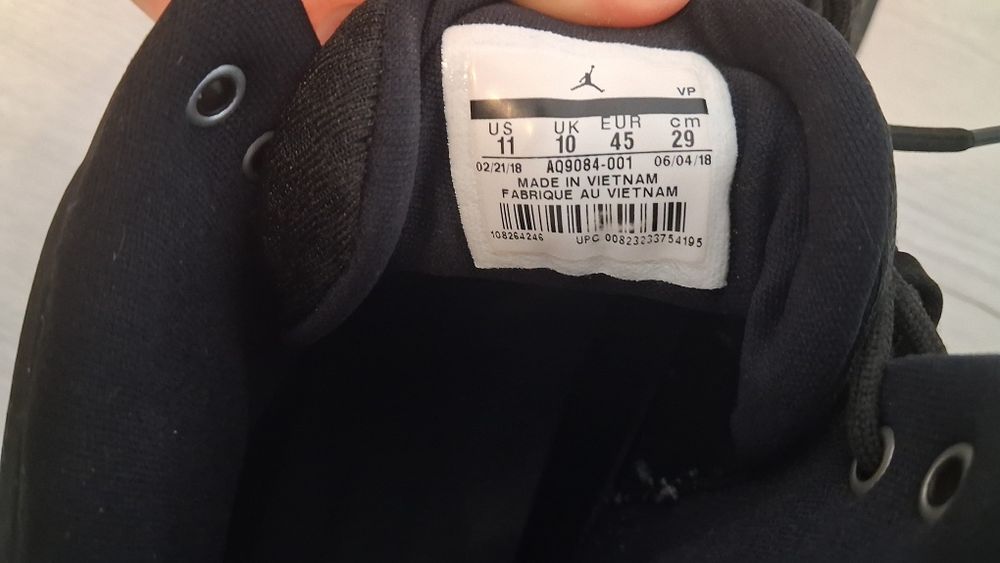 VP
US UK EUR cm
11 10 45 29
02/21/18 AQ9084-001 06/04/18
MADE IN VIETNAM
FABRIQUE AU VIETNAM
108264246 UPC 00823233754195